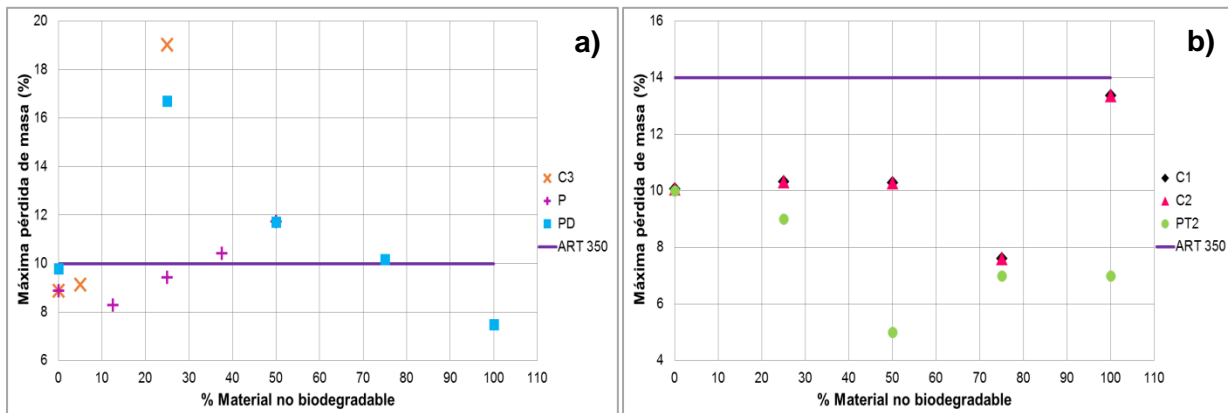 a)
Máxima pérdida de masa (%)
20
18
16
14
12
10
8
6
0 10 20 30 40 50 60 70 80 90 100 110
% Material no biodegradable
C3
P
PD
ART 350
b)
Máxima pérdida de masa (%)
16
14
12
10
8
6
4
0 10 20 30 40 50 60 70 80 90 100 110
% Material no biodegradable
C1
C2
PT2
ART 350